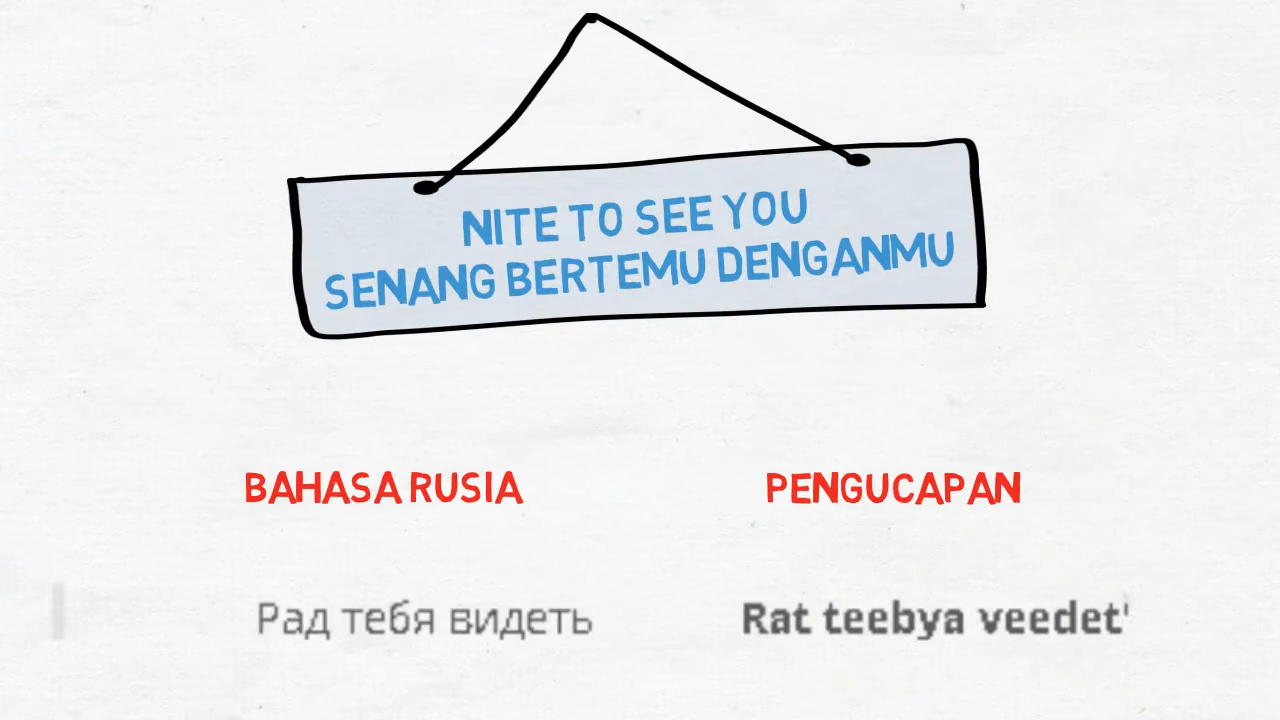 NITE TO SEE YOU
SENANG BERTEMU DENGANMU
BAHASA RUSIA
PENGUCAPAN
Рад тебя видеть
Rat teebya veedet'